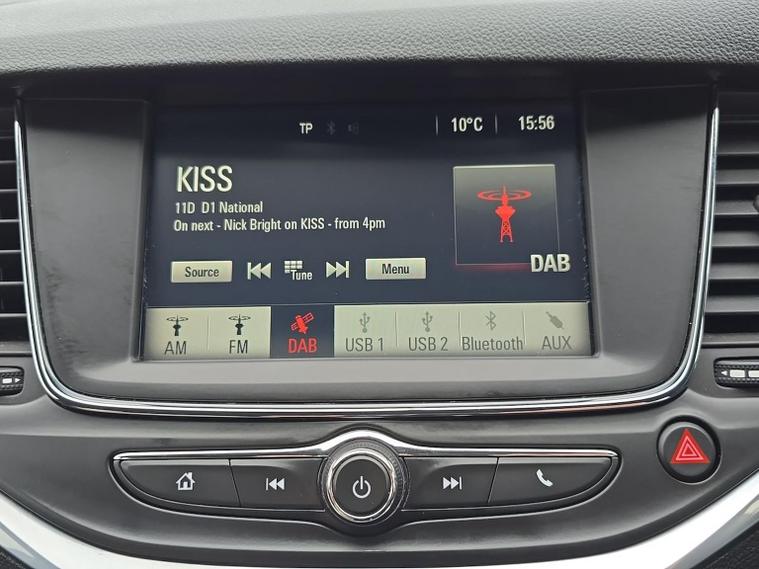 TP 10°C 15:56
KISS
11D D1 National
On next - Nick Bright on KISS - from 4pm
DAB
Source Tune Menu
AM FM DAB USB 1 USB 2 Bluetooth AUX